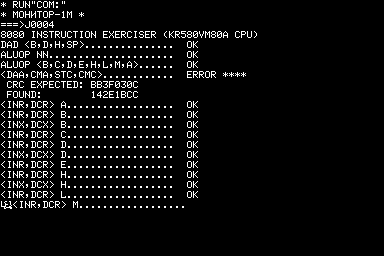 * RUN"COM:"
* МОНИТОР-1М *
===>J0004
8080 INSTRUCTION EXERCISER (KR580VM80A CPU)
DAD <B,D,H,SP>................ OK
ALUOP NN...................... OK
ALUOP <B,C,D,E,H,L,M,A>....... OK
<DAA,CMA,STC,CMC>............. ERROR ****
CRC EXPECTED: BB3F030C
FOUND: 142E1BCC
<INR,DCR> A................... OK
<INR,DCR> B................... OK
<INX,DCX> B................... OK
<INR,DCR> C................... OK
<INR,DCR> D................... OK
<INX,DCX> D................... OK
<INR,DCR> E................... OK
<INR,DCR> H................... OK
<INX,DCX> H................... OK
<INR,DCR> L................... OK
<INR,DCR> M...................